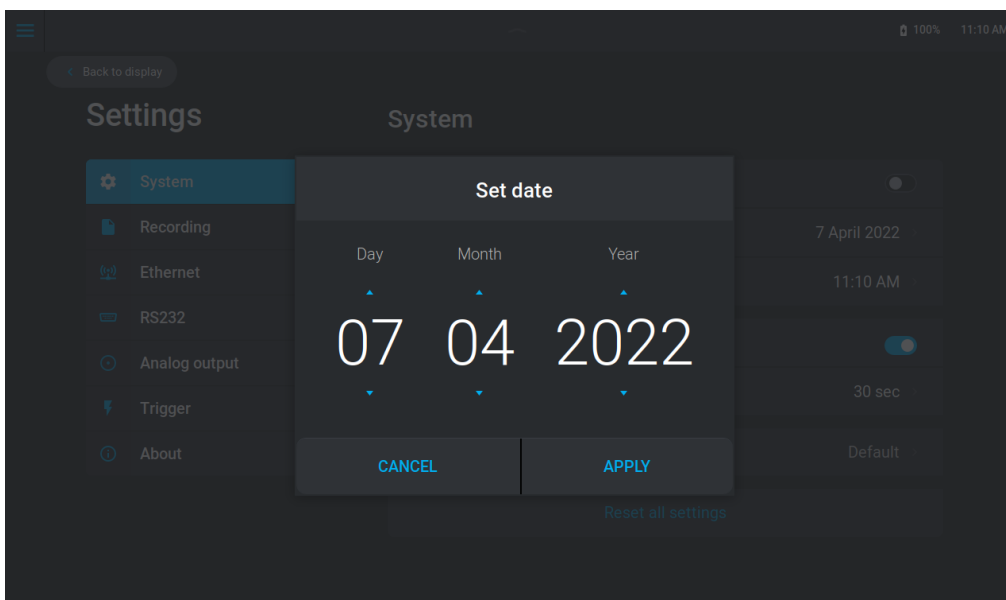 100% 11:10 AM
Back to display
Settings
System
System
Recording
Ethernet
RS232
Analog output
Trigger
About
7 April 2022
11:10 AM
30 sec
Default
Reset all settings
Set date
Day Month Year
07 04 2022
CANCEL APPLY